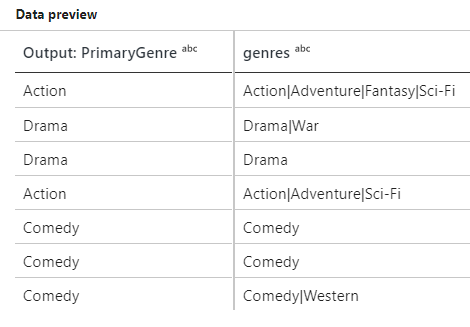 Data preview
Output: PrimaryGenre abc genres abc
Action Action|Adventure|Fantasy|Sci-Fi
Drama Drama|War
Drama Drama
Action Action|Adventure|Sci-Fi
Comedy Comedy
Comedy Comedy
Comedy Comedy|Western